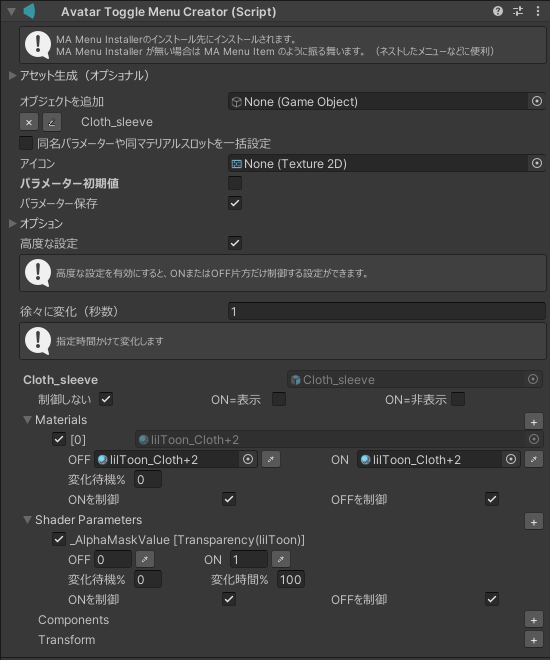 Avatar Toggle Menu Creator (Script)
MA Menu Installerのインストール先にインストールされます。
MA Menu Installer が無い場合は MA Menu Item のように振る舞います。（ネストしたメニューなどに便利）
アセット生成（オプショナル）
オブジェクトを追加 None (Game Object)
Cloth_sleeve
同名パラメーターや同マテリアルスロットを一括設定
アイコン None (Texture 2D)
パラメーター初期値
パラメーター保存
オプション
高度な設定
高度な設定を有効にすると、ONまたはOFF片方だけ制御する設定ができます。
徐々に変化（秒数） 1
指定時間かけて変化します
Cloth_sleeve Cloth_sleeve
制御しない ON=表示 ON=非表示
Materials +
[0] lilToon_Cloth+2
OFF lilToon_Cloth+2 ON lilToon_Cloth+2
変化待機% 0
ONを制御 OFFを制御
Shader Parameters +
_AlphaMaskValue [Transparency(lilToon)]
OFF 0 ON 1
変化待機% 0 変化時間% 100
ONを制御 OFFを制御
Components +
Transform +